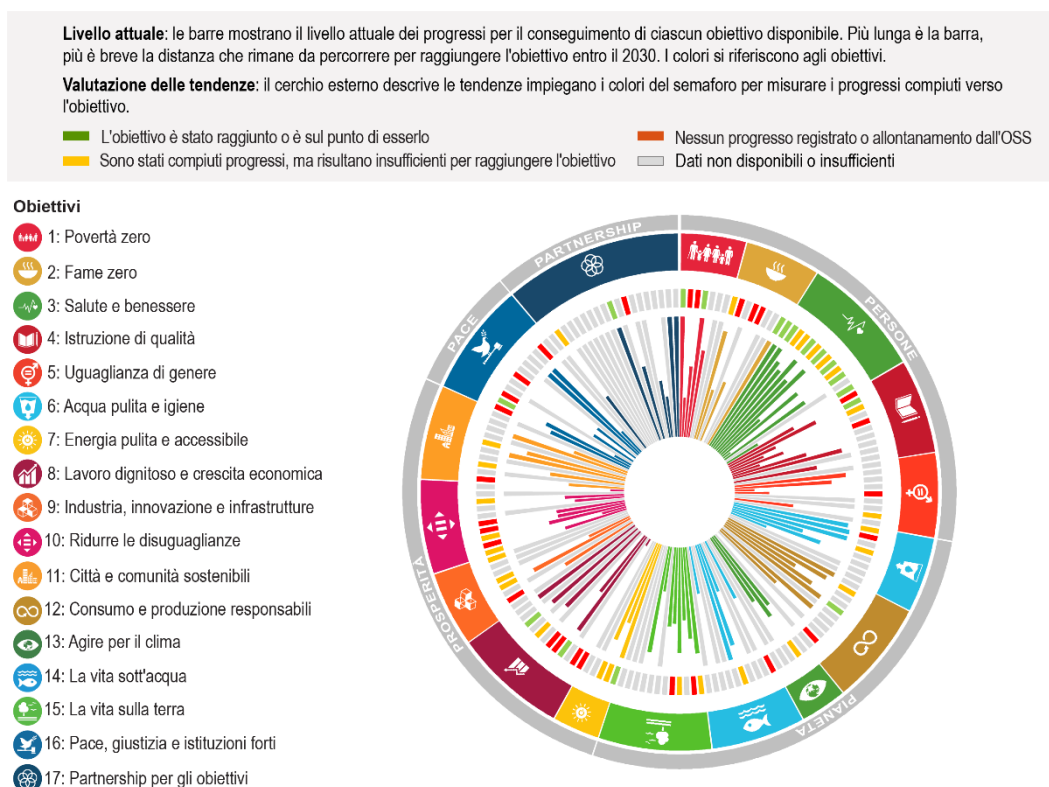 Livello attuale: le barre mostrano il livello attuale dei progressi per il conseguimento di ciascun obiettivo disponibile. Più lunga è la barra,
più è breve la distanza che rimane da percorrere per raggiungere l'obiettivo entro il 2030. I colori si riferiscono agli obiettivi.
Valutazione delle tendenze: il cerchio esterno descrive le tendenze impiegano i colori del semaforo per misurare i progressi compiuti verso
l'obiettivo.
L'obiettivo è stato raggiunto o è sul punto di esserlo
Nessun progresso registrato o allontanamento dall'OSS
Sono stati compiuti progressi, ma risultano insufficienti per raggiungere l'obiettivo
Dati non disponibili o insufficienti
Obiettivi
1: Povertà zero
2: Fame zero
3: Salute e benessere
4: Istruzione di qualità
5: Uguaglianza di genere
6: Acqua pulita e igiene
7: Energia pulita e accessibile
8: Lavoro dignitoso e crescita economica
9: Industria, innovazione e infrastrutture
10: Ridurre le disuguaglianze
11: Città e comunità sostenibili
12: Consumo e produzione responsabili
13: Agire per il clima
14: La vita sott'acqua
15: La vita sulla terra
16: Pace, giustizia e istituzioni forti
17: Partnership per gli obiettivi
PARTNERSHIP
PERSONE
PACE
PROSPERITÀ
PIANETA